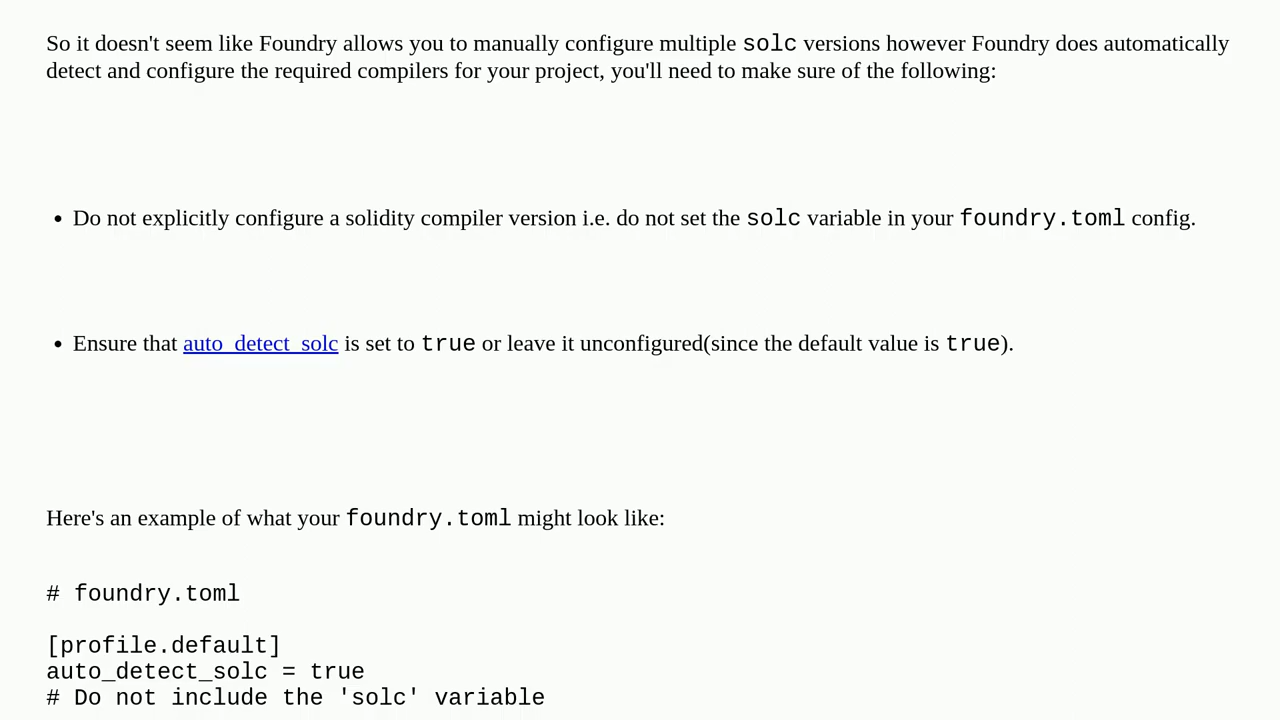 So it doesn't seem like Foundry allows you to manually configure multiple solc versions however Foundry does automatically
detect and configure the required compilers for your project, you'll need to make sure of the following:
• Do not explicitly configure a solidity compiler version i.e. do not set the solc variable in your foundry.toml config.
• Ensure that auto_detect_solc is set to true or leave it unconfigured(since the default value is true).
Here's an example of what your foundry.toml might look like:
# foundry.toml
[profile.default]
auto_detect_solc = true
# Do not include the 'solc' variable